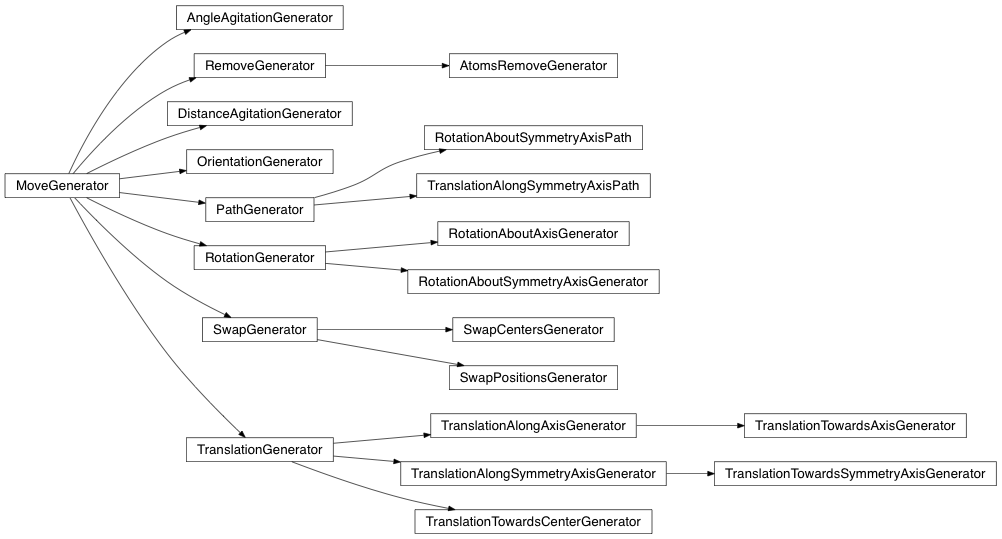 AngleAgitationGenerator
RemoveGenerator
AtomsRemoveGenerator
DistanceAgitationGenerator
RotationAboutSymmetryAxisPath
OrientationGenerator
MoveGenerator
TranslationAlongSymmetryAxisPath
PathGenerator
RotationAboutAxisGenerator
RotationGenerator
RotationAboutSymmetryAxisGenerator
SwapGenerator
SwapCentersGenerator
SwapPositionsGenerator
TranslationAlongAxisGenerator
TranslationTowardsAxisGenerator
TranslationGenerator
TranslationAlongSymmetryAxisGenerator
TranslationTowardsSymmetryAxisGenerator
TranslationTowardsCenterGenerator